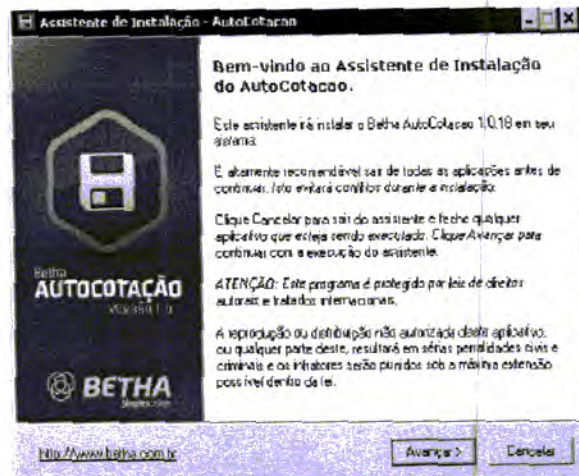 Assistente de Instalação - AutoCotacao
Bem-vindo ao Assistente de Instalação
do AutoCotacao.
Este assistente irá instalar o Betha AutoCotacao 1.0.18 em seu
sistema.
É altamente recomendável sair de todas as aplicações antes de
continuar. Isto evitará conflitos durante a instalação.
Clique Cancelar para sair do assistente e feche qualquer
aplicativo que esteja sendo executado. Clique Avançar para
continuar com a execução do assistente.
ATENÇÃO: Este programa é protegido por leis de direitos
autorais e tratados internacionais.
A reprodução ou distribuição não autorizada deste aplicativo,
ou qualquer parte deste, resultará em sérias penalidades civis e
criminais e os infratores serão punidos sob a máxima extensão
possível dentro da lei.
Betha
AUTOCOTAÇÃO
Versão 1.0
BETHA
http://www.betha.com.br
Avançar >
Cancelar